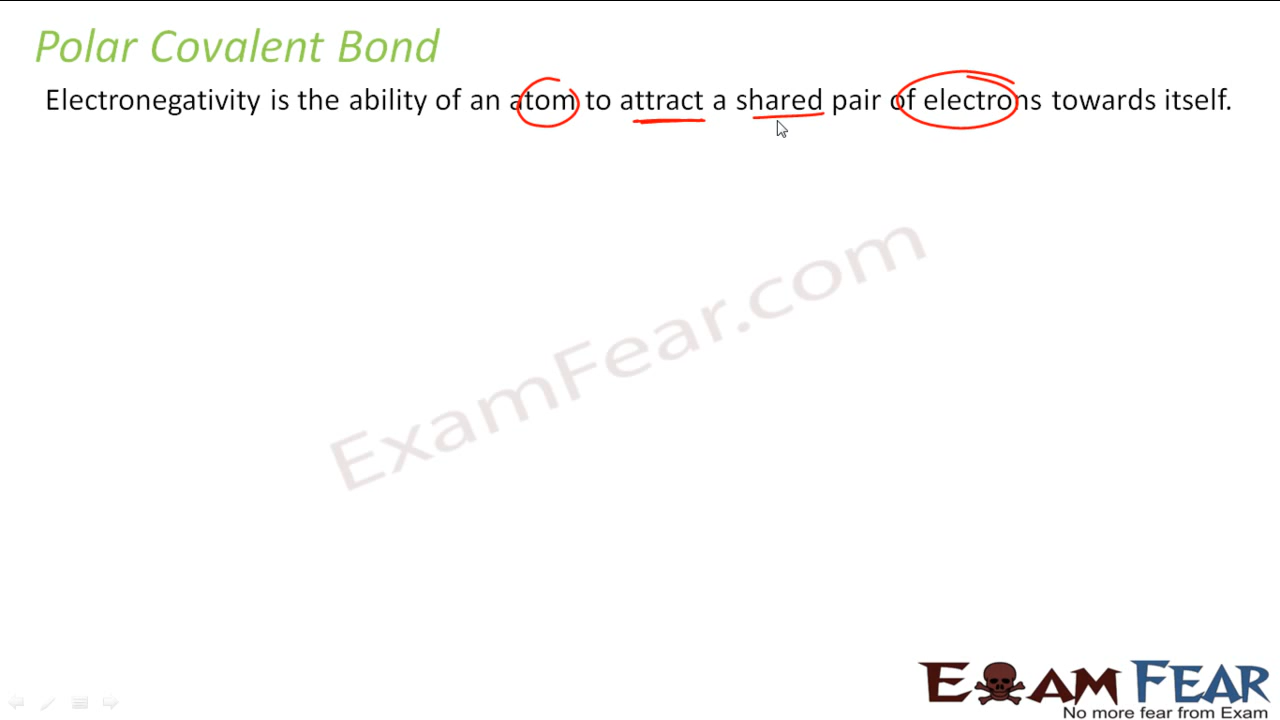 Polar Covalent Bond
Electronegativity is the ability of an atom to attract a shared pair of electrons towards itself.
ExamFear.com
EXAM FEAR
No more fear from Exam